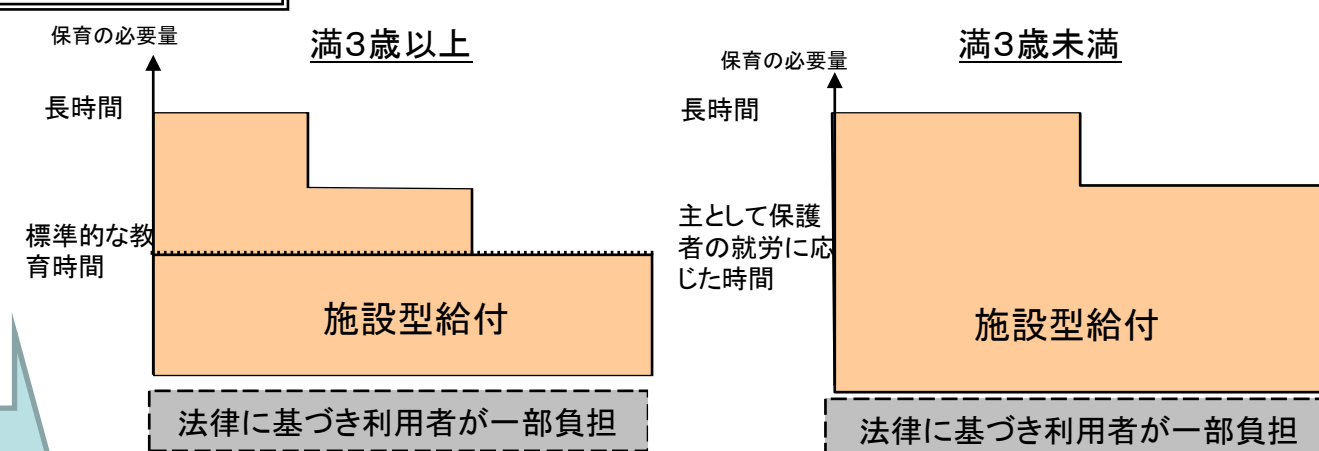 保育の必要量
満３歳以上
長時間
標準的な教
育時間
施設型給付
法律に基づき利用者が一部負担
満３歳未満
保育の必要量
長時間
主として保護
者の就労に応
じた時間
施設型給付
法律に基づき利用者が一部負担